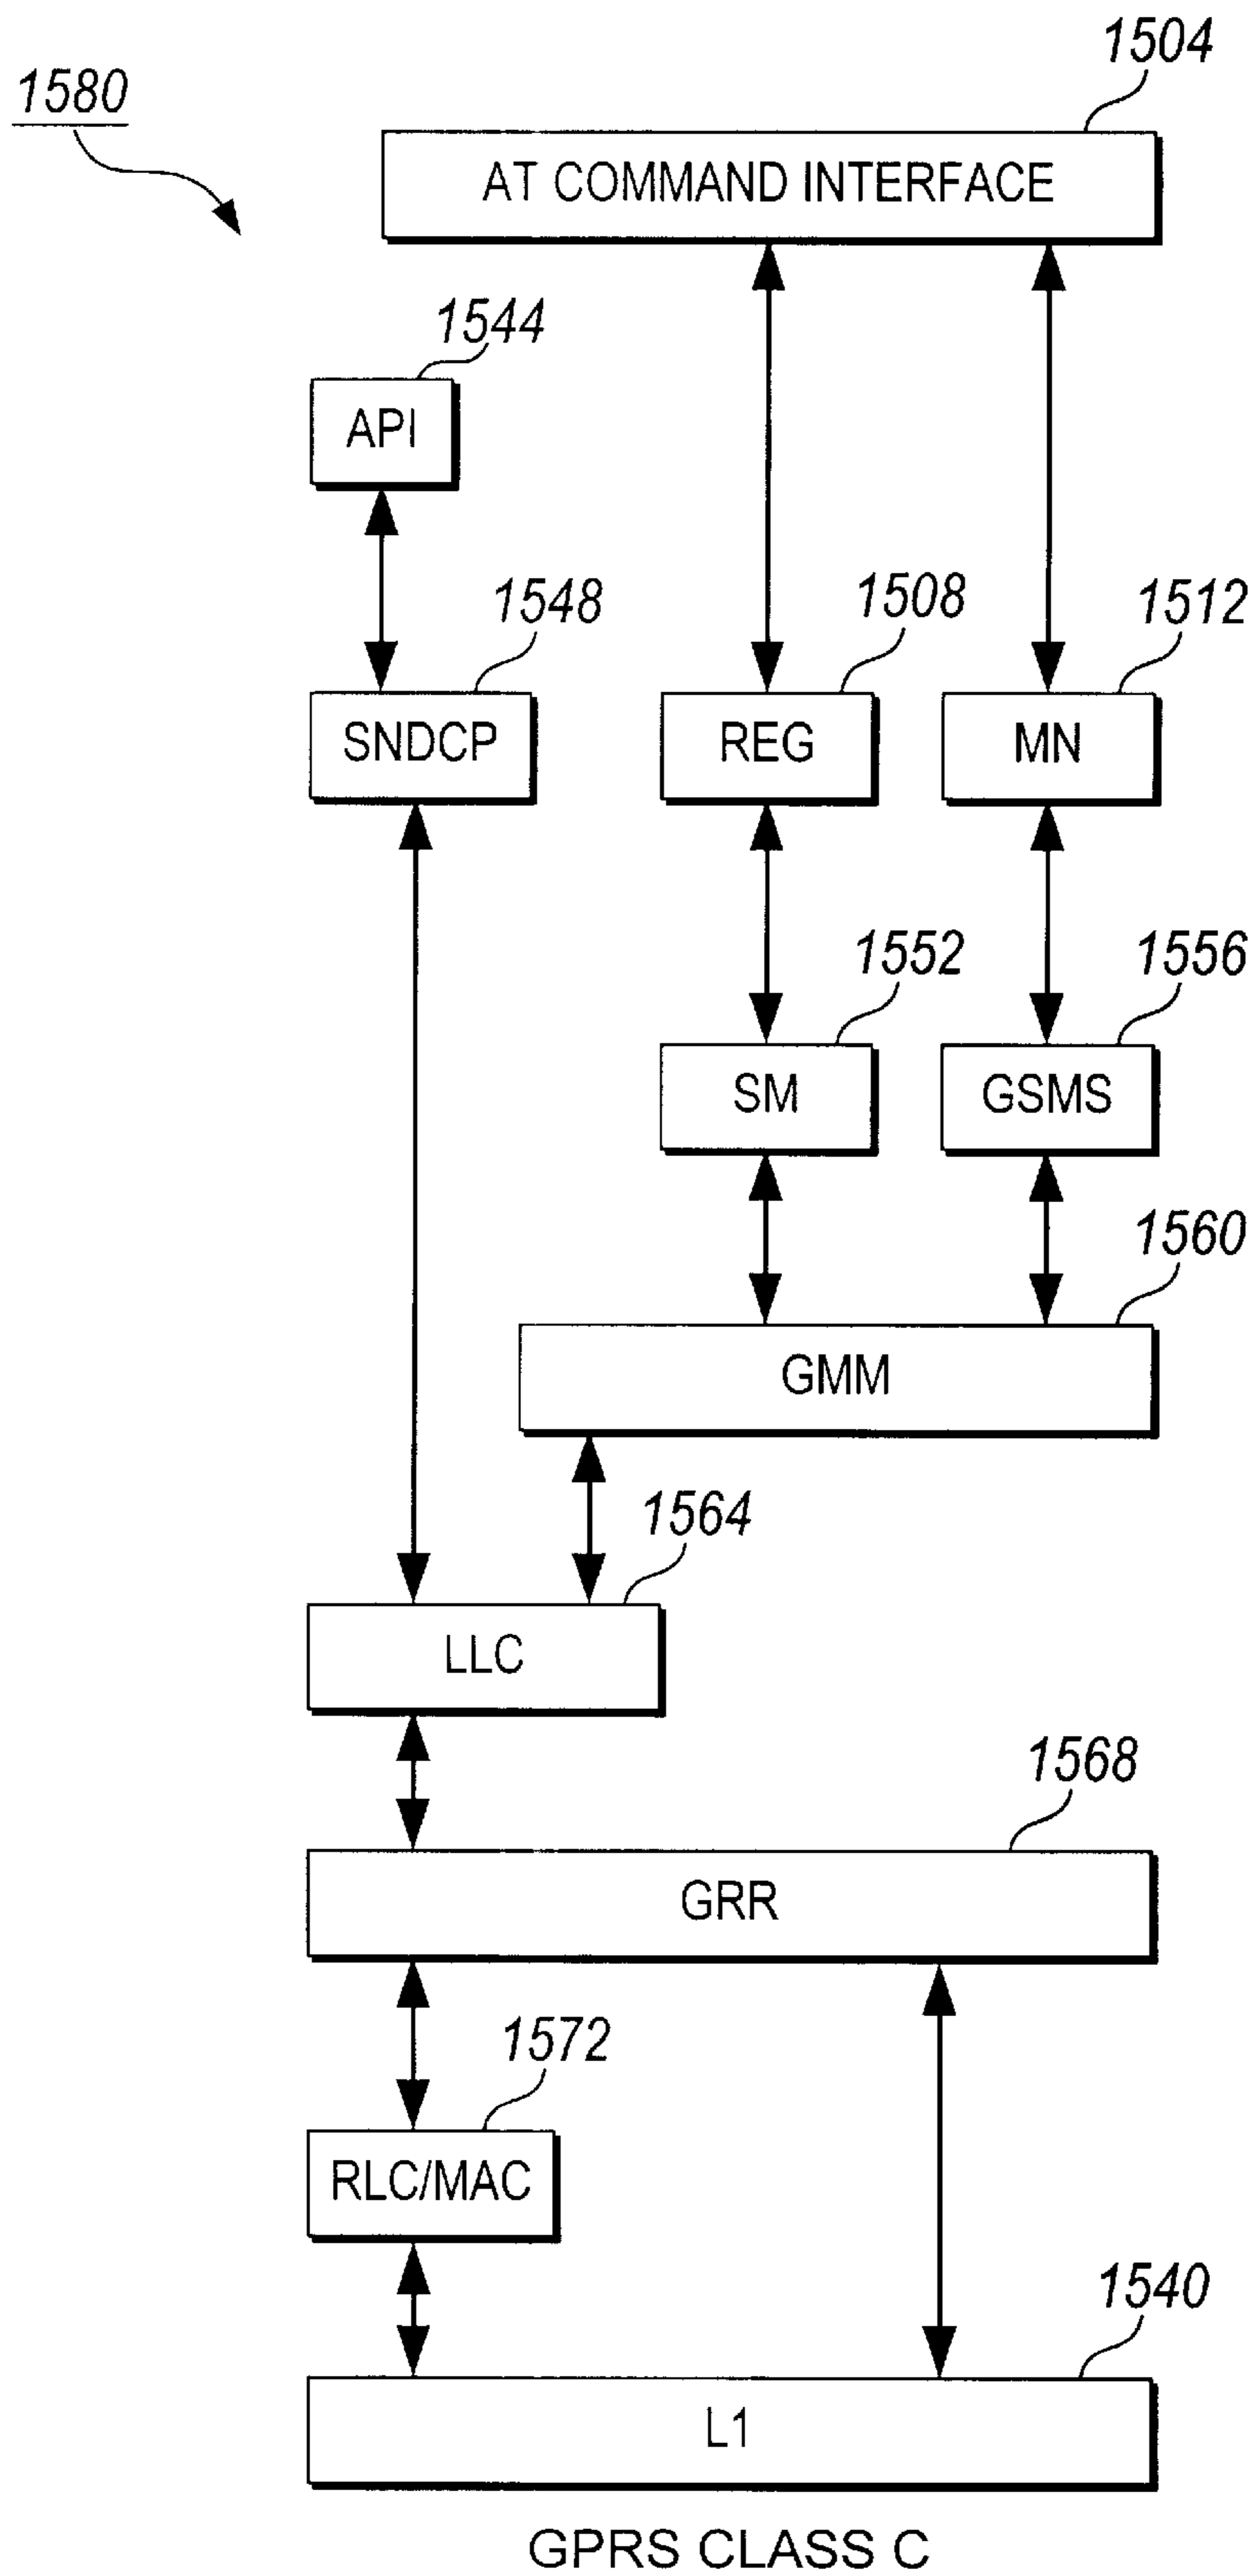 1504
1580
AT COMMAND INTERFACE
1544
API
1548
1508
1512
SNDCP
REG
MN
1552
1556
SM
GSMS
1560
GMM
1564
LLC
1568
GRR
1572
RLC/MAC
1540
L1
GPRS CLASS C